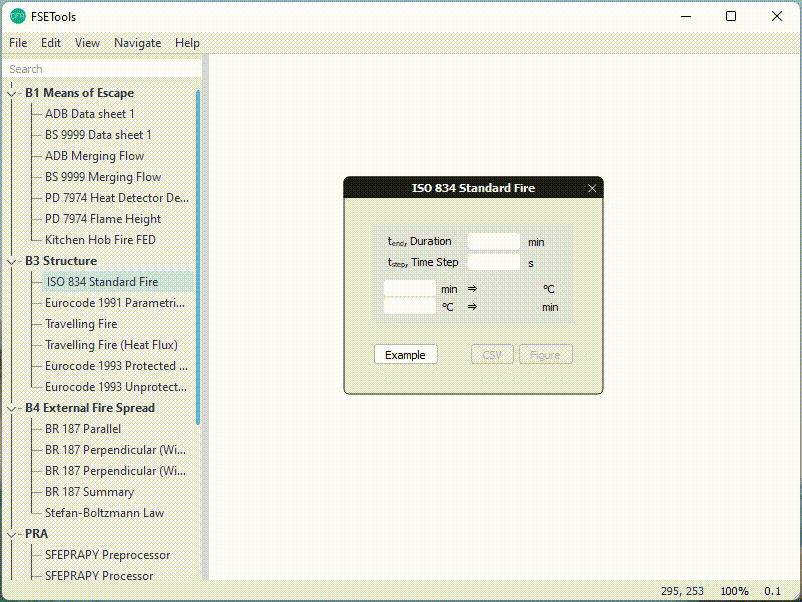 FSETools
File Edit View Navigate Help
Search
B1 Means of Escape
ADB Data sheet 1
BS 9999 Data sheet 1
ADB Merging Flow
BS 9999 Merging Flow
PD 7974 Heat Detector De...
PD 7974 Flame Height
Kitchen Hob Fire FED
B3 Structure
ISO 834 Standard Fire
Eurocode 1991 Parametri...
Travelling Fire
Travelling Fire (Heat Flux)
Eurocode 1993 Protected ...
Eurocode 1993 Unprotect...
B4 External Fire Spread
BR 187 Parallel
BR 187 Perpendicular (Wi...
BR 187 Perpendicular (Wi...
BR 187 Summary
Stefan-Boltzmann Law
PRA
SFEPRAPY Preprocessor
SFEPRAPY Processor
ISO 834 Standard Fire
tend, Duration min
tstep, Time Step s
min ⇒ °C
°C ⇒ min
Example CSV Figure
295, 253 100% 0.1